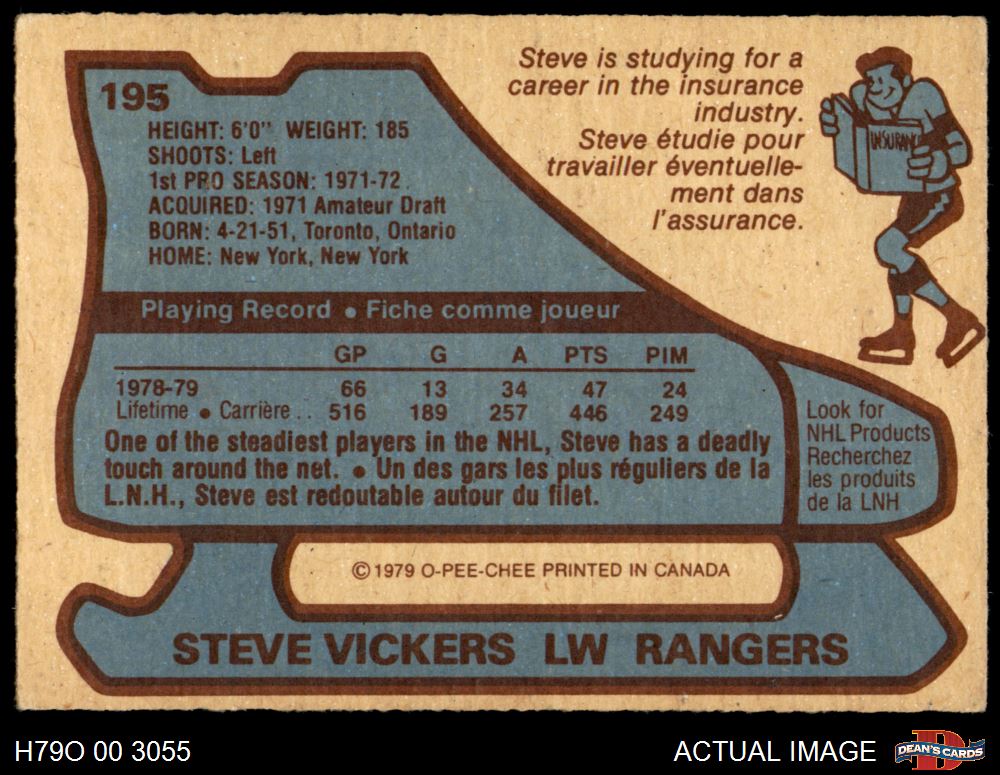 195
HEIGHT: 6'0" WEIGHT: 185
SHOOTS: Left
1st PRO SEASON: 1971-72
ACQUIRED: 1971 Amateur Draft
BORN: 4-21-51, Toronto, Ontario
HOME: New York, New York
Steve is studying for a
career in the insurance
industry.
Steve étudie pour
travailler éventuelle-
ment dans
l'assurance.
INSURANC
Playing Record • Fiche comme joueur
GP G A PTS PIM
1978-79 66 13 34 47 24
Lifetime • Carrière .. 516 189 257 446 249
One of the steadiest players in the NHL, Steve has a deadly
touch around the net. • Un des gars les plus réguliers de la
L.N.H., Steve est redoutable autour du filet.
Look for
NHL Products
Recherchez
les produits
de la LNH
© 1979 O-PEE-CHEE PRINTED IN CANADA
STEVE VICKERS LW RANGERS
H79O 00 3055
ACTUAL IMAGE
DEAN'S CARDS